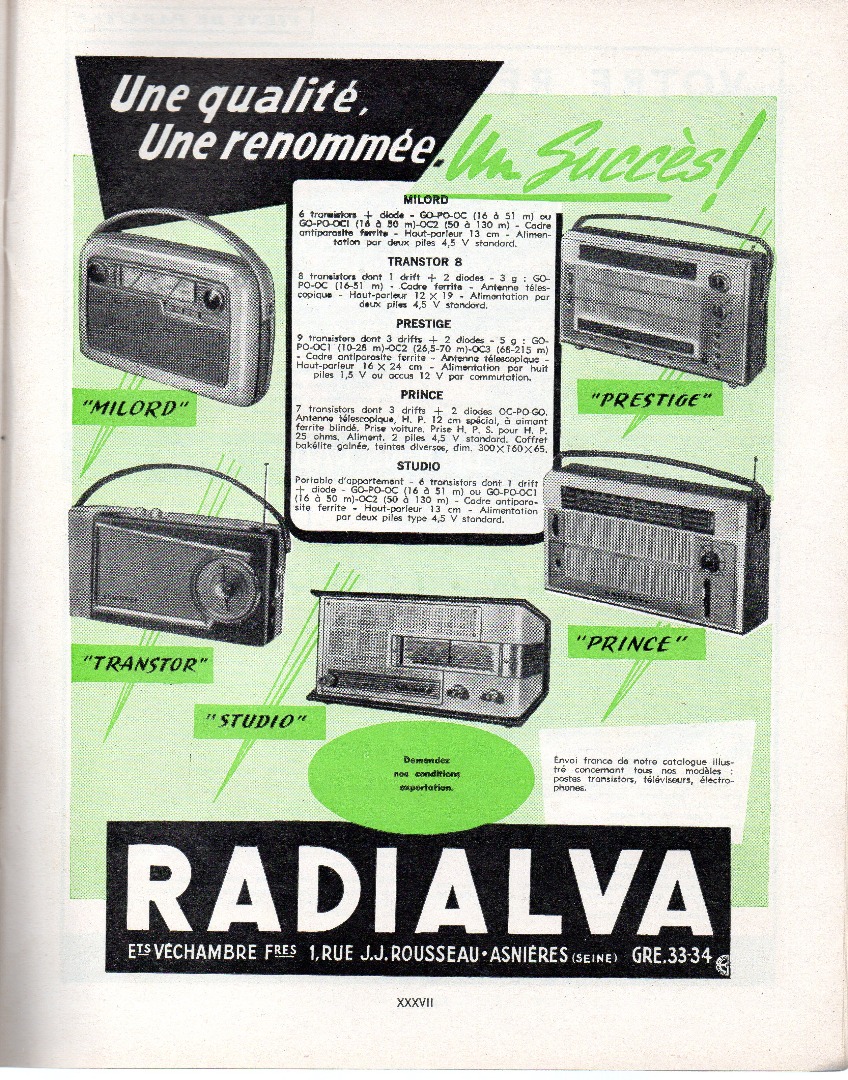 Une qualité,
Une renommée.
Un Succès!
MILORD
6 transistors + diode - GO-PO-OC (16 à 51 m) ou
GO-PO-OC1 (16 à 50 m)-OC2 (50 à 130 m) - Cadre
antiparasite ferrite - Haut-parleur 13 cm - Alimen-
tation par deux piles 4,5 V standard.
TRANSTOR 8
8 transistors dont 1 drift + 2 diodes - 3 g : GO-
PO-OC (16-51 m) - Cadre ferrite - Antenne téles-
copique - Haut-parleur 12 X 19 - Alimentation par
deux piles 4,5 V standard.
PRESTIGE
9 transistors dont 3 drifts + 2 diodes - 5 g : GO-
PO-OC1 (10-28 m)-OC2 (26,5-70 m)-OC3 (68-215 m)
- Cadre antiparasite ferrite - Antenne télescopique -
Haut-parleur 16 X 24 cm - Alimentation par huit
piles 1,5 V ou accus 12 V par commutation.
PRINCE
7 transistors dont 3 drifts + 2 diodes OC-PO-GO.
Antenne télescopique, H. P. 12 cm spécial, à aimant
ferrite blindé. Prise voiture. Prise H. P. S. pour H. P.
25 ohms. Aliment. 2 piles 4,5 V standard. Coffret
bakélite gainée, teintes diverses, dim. 300X160X65.
STUDIO
Portable d'appartement - 6 transistors dont 1 drift
+ diode - GO-PO-OC (16 à 51 m) ou GO-PO-OC1
(16 à 50 m)-OC2 (50 à 130 m) - Cadre antipara-
site ferrite - Haut-parleur 13 cm - Alimentation
par deux piles type 4,5 V standard.
"MILORD"
"PRESTIGE"
"TRANSTOR"
"PRINCE"
"STUDIO"
Demandez
nos conditions
exportation.
Envoi franco de notre catalogue illus-
tré concernant tous nos modèles :
postes transistors, téléviseurs, électro-
phones.
RADIALVA
ETS VÉCHAMBRE FRES 1, RUE J.J. ROUSSEAU • ASNIÈRES (SEINE) GRE. 33-34
XXXVII